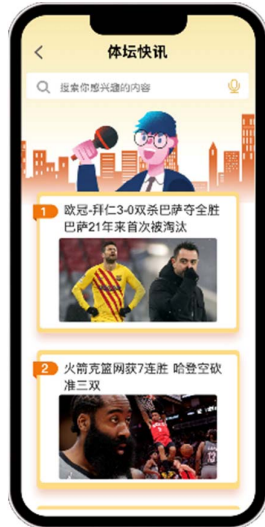 体坛快讯
搜索你感兴趣的内容
1
欧冠-拜仁3-0双杀巴萨夺全胜
巴萨21年来首次被淘汰
2
火箭克篮网获7连胜 哈登空砍
准三双